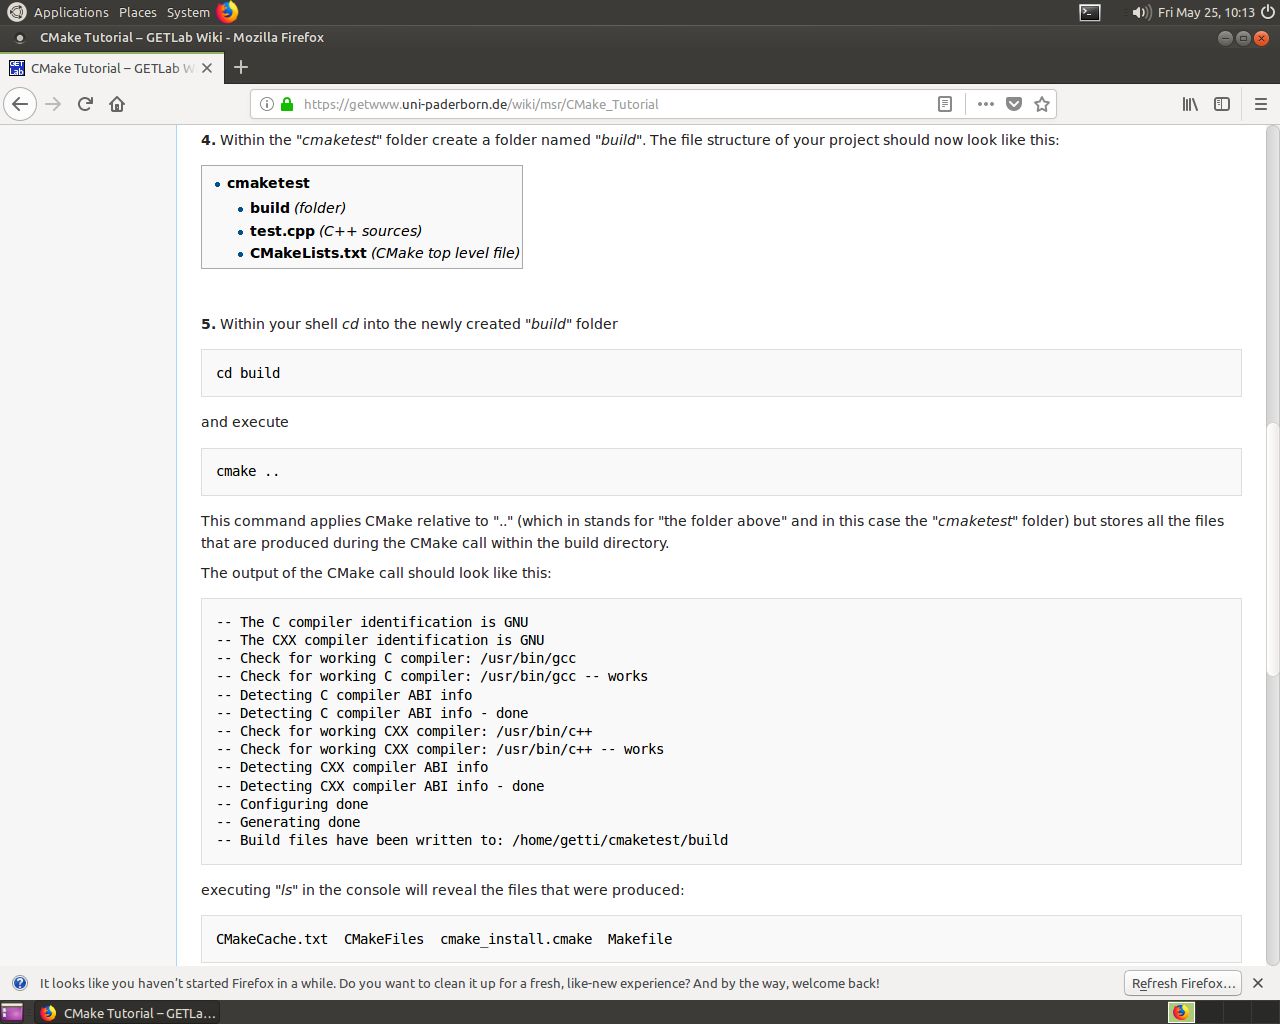 Applications Places System
Fri May 25, 10:13
CMake Tutorial – GETLab Wiki - Mozilla Firefox
GET Lab
CMake Tutorial – GETLab W
https://getwww.uni-paderborn.de/wiki/msr/CMake_Tutorial
4. Within the "cmaketest" folder create a folder named "build". The file structure of your project should now look like this:
cmaketest
build (folder)
test.cpp (C++ sources)
CMakeLists.txt (CMake top level file)
5. Within your shell cd into the newly created "build" folder
cd build
and execute
cmake ..
This command applies CMake relative to ".." (which in stands for "the folder above" and in this case the "cmaketest" folder) but stores all the files
that are produced during the CMake call within the build directory.
The output of the CMake call should look like this:
-- The C compiler identification is GNU
-- The CXX compiler identification is GNU
-- Check for working C compiler: /usr/bin/gcc
-- Check for working C compiler: /usr/bin/gcc -- works
-- Detecting C compiler ABI info
-- Detecting C compiler ABI info - done
-- Check for working CXX compiler: /usr/bin/c++
-- Check for working CXX compiler: /usr/bin/c++ -- works
-- Detecting CXX compiler ABI info
-- Detecting CXX compiler ABI info - done
-- Configuring done
-- Generating done
-- Build files have been written to: /home/getti/cmaketest/build
executing "ls" in the console will reveal the files that were produced:
CMakeCache.txt  CMakeFiles  cmake_install.cmake  Makefile
It looks like you haven’t started Firefox in a while. Do you want to clean it up for a fresh, like-new experience? And by the way, welcome back!
Refresh Firefox…
CMake Tutorial – GETLa…